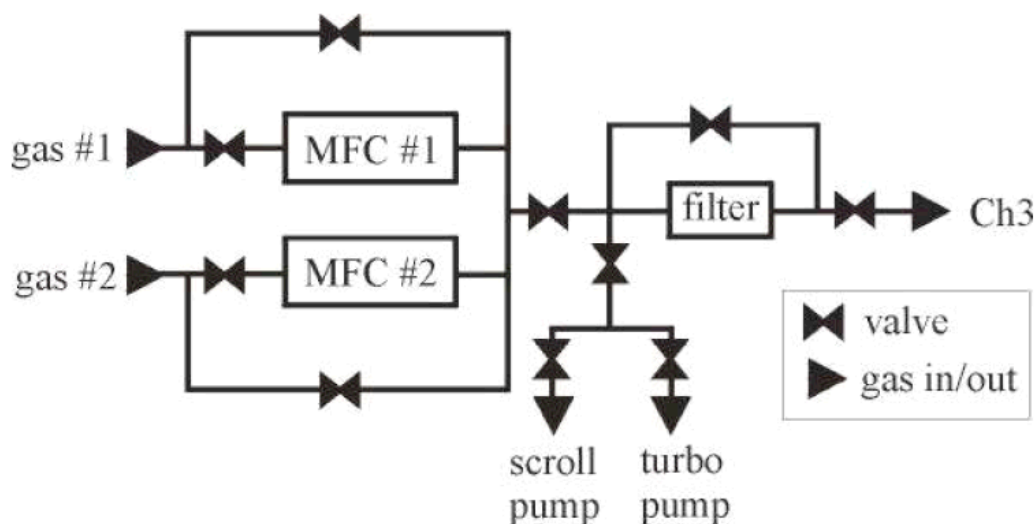 gas #1
MFC #1
filter
Ch3
gas #2
MFC #2
valve
gas in/out
scroll
pump
turbo
pump